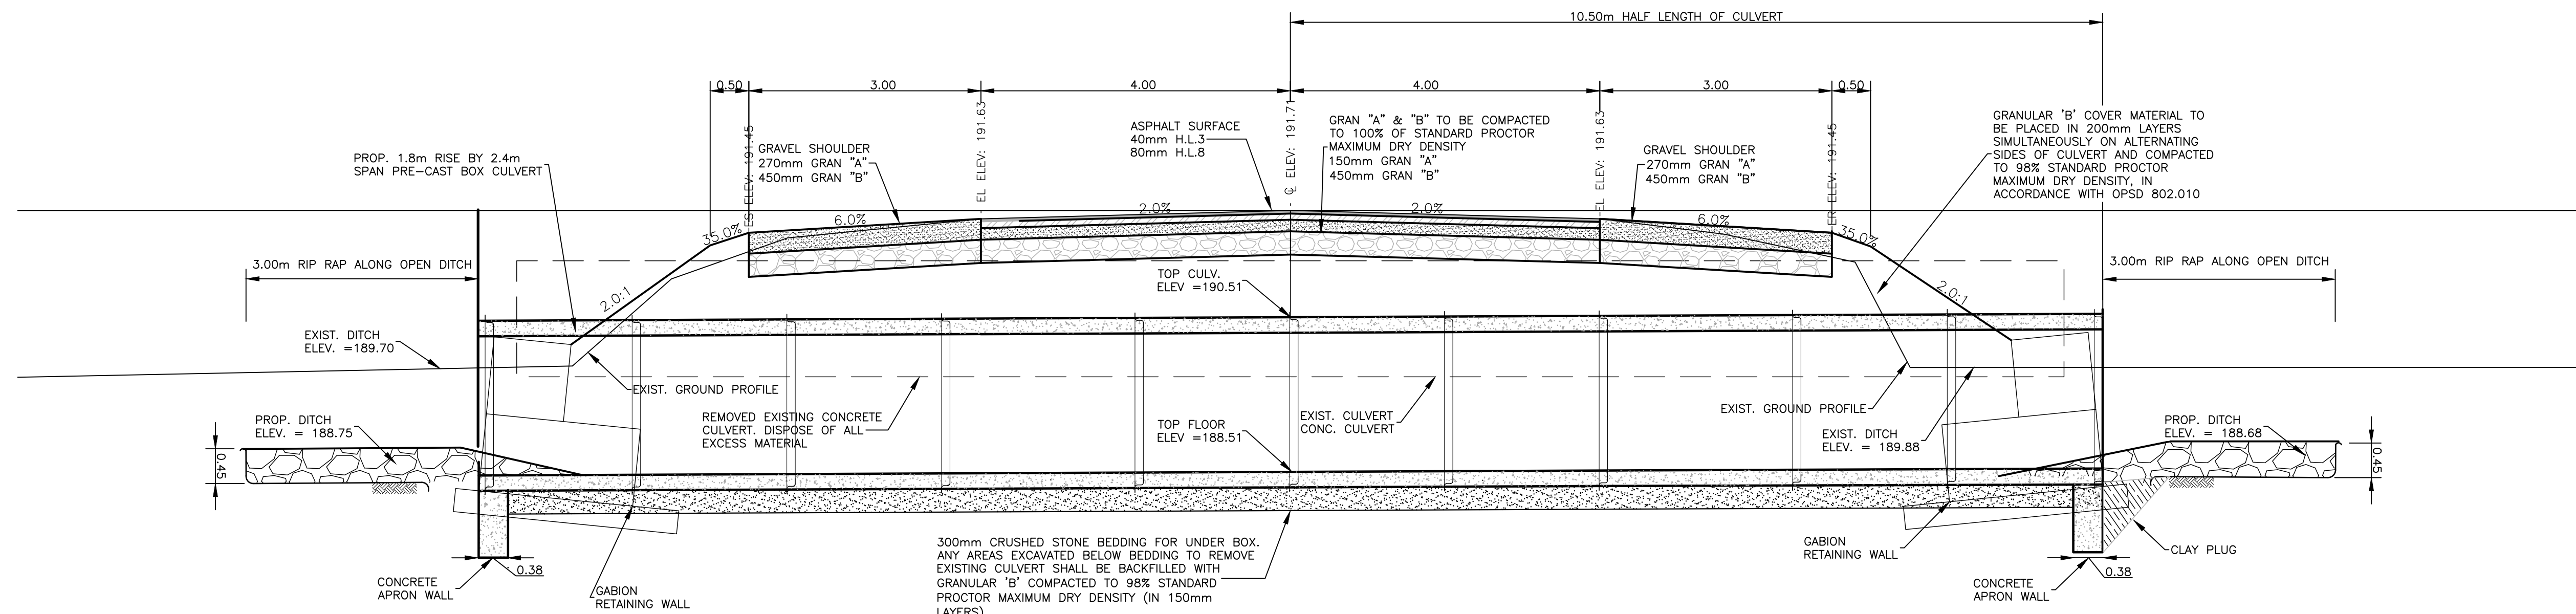 10.50m HALF LENGTH OF CULVERT
0.50
3.00
4.00
4.00
3.00
0.50
ES ELEV: 191.45
EL ELEV: 191.63
℄ ELEV: 191.71
EL ELEV: 191.63
ER ELEV: 191.45
PROP. 1.8m RISE BY 2.4m
SPAN PRE-CAST BOX CULVERT
GRAVEL SHOULDER
270mm GRAN "A"
450mm GRAN "B"
ASPHALT SURFACE
40mm H.L.3
80mm H.L.8
GRAN "A" & "B" TO BE COMPACTED
TO 100% OF STANDARD PROCTOR
MAXIMUM DRY DENSITY
150mm GRAN "A"
450mm GRAN "B"
GRAVEL SHOULDER
270mm GRAN "A"
450mm GRAN "B"
GRANULAR 'B' COVER MATERIAL TO
BE PLACED IN 200mm LAYERS
SIMULTANEOUSLY ON ALTERNATING
SIDES OF CULVERT AND COMPACTED
TO 98% STANDARD PROCTOR
MAXIMUM DRY DENSITY, IN
ACCORDANCE WITH OPSD 802.010
35.0%
6.0%
2.0%
2.0%
6.0%
35.0%
3.00m RIP RAP ALONG OPEN DITCH
2.0:1
TOP CULV.
ELEV =190.51
2.0:1
3.00m RIP RAP ALONG OPEN DITCH
EXIST. DITCH
ELEV. =189.70
EXIST. GROUND PROFILE
REMOVED EXISTING CONCRETE
CULVERT. DISPOSE OF ALL
EXCESS MATERIAL
TOP FLOOR
ELEV =188.51
EXIST. CULVERT
CONC. CULVERT
EXIST. GROUND PROFILE
EXIST. DITCH
ELEV. =189.88
PROP. DITCH
ELEV. = 188.75
PROP. DITCH
ELEV. = 188.68
0.45
0.45
CONCRETE
APRON WALL
0.38
GABION
RETAINING WALL
300mm CRUSHED STONE BEDDING FOR UNDER BOX.
ANY AREAS EXCAVATED BELOW BEDDING TO REMOVE
EXISTING CULVERT SHALL BE BACKFILLED WITH
GRANULAR 'B' COMPACTED TO 98% STANDARD
PROCTOR MAXIMUM DRY DENSITY (IN 150mm
LAYERS)
GABION
RETAINING WALL
CONCRETE
APRON WALL
0.38
CLAY PLUG